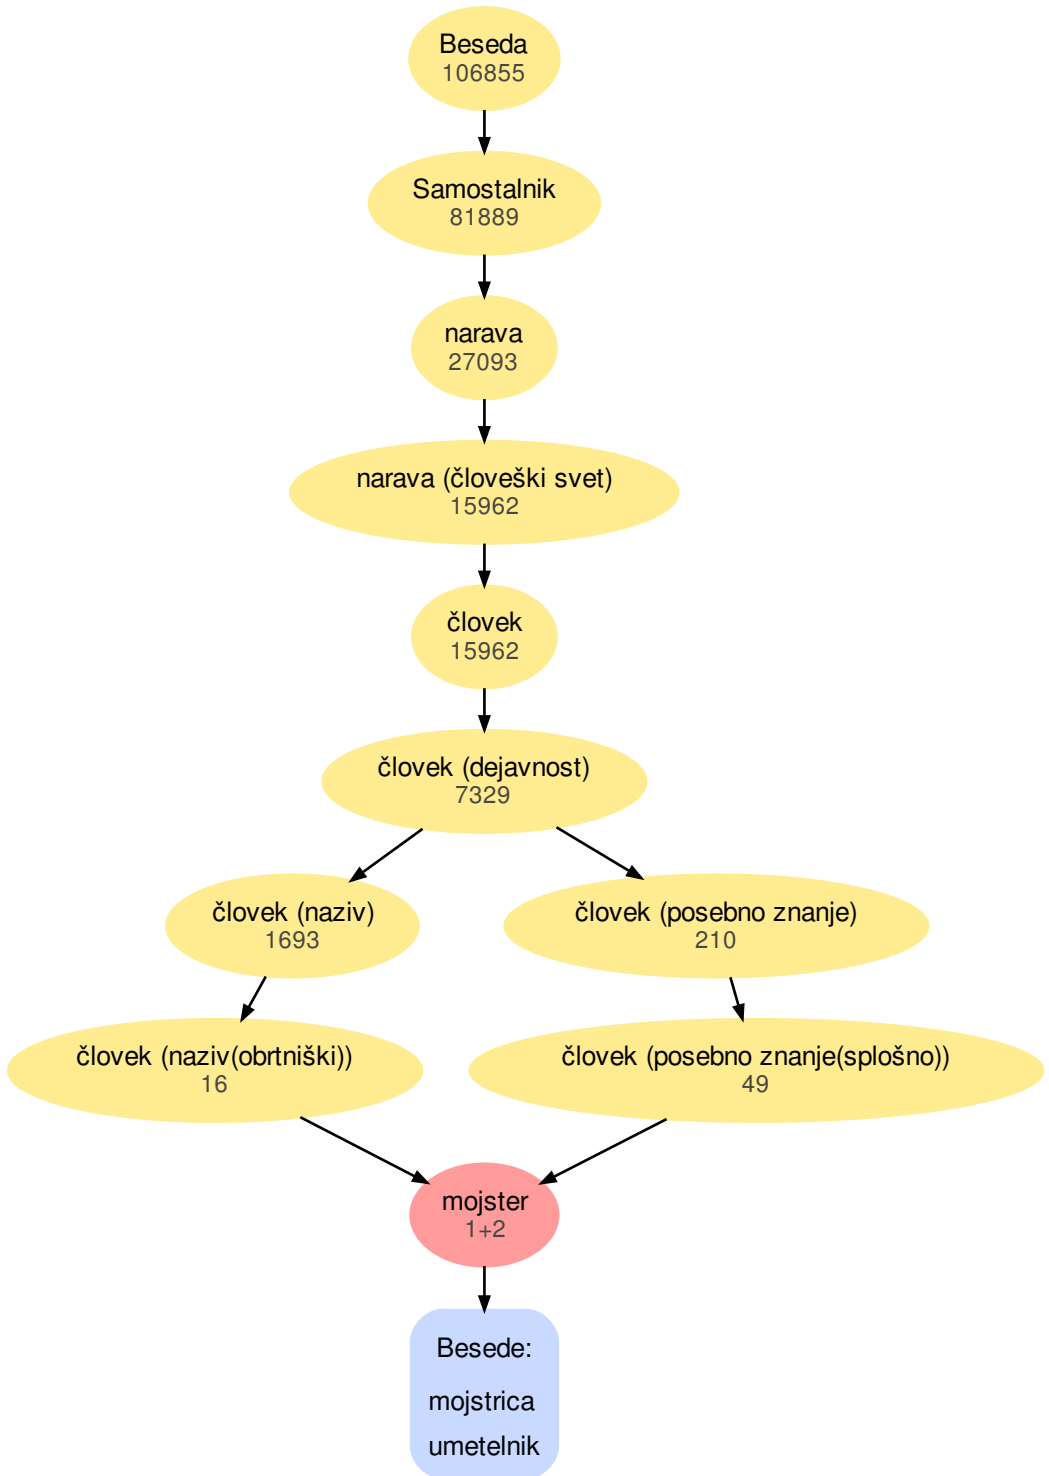 Beseda
106855
Samostalnik
81889
narava
27093
narava (človeški svet)
15962
človek
15962
človek (dejavnost)
7329
človek (naziv)
1693
človek (posebno znanje)
210
človek (naziv(obrtniški))
16
človek (posebno znanje(splošno))
49
mojster
1+2
Besede:
mojstrica
umetelnik